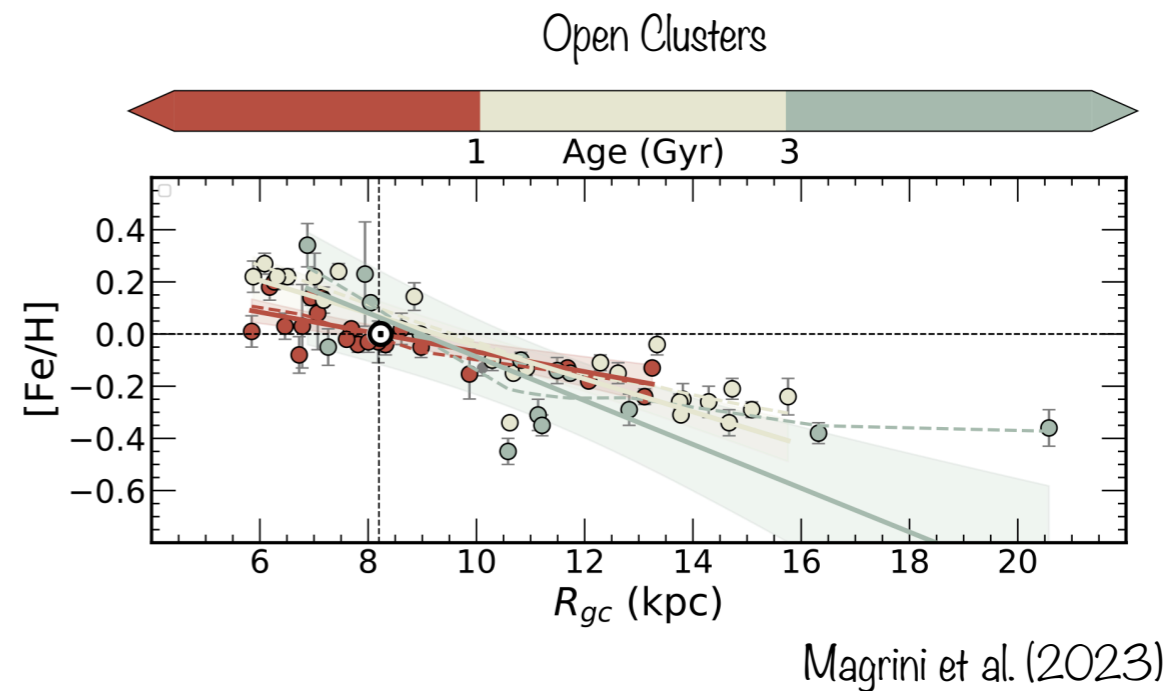 Open Clusters
1 Age (Gyr) 3
0.4
0.2
0.0
−0.2
−0.4
−0.6
[Fe/H]
6 8 10 12 14 16 18 20
R_gc (kpc)
Magrini et al. (2023)